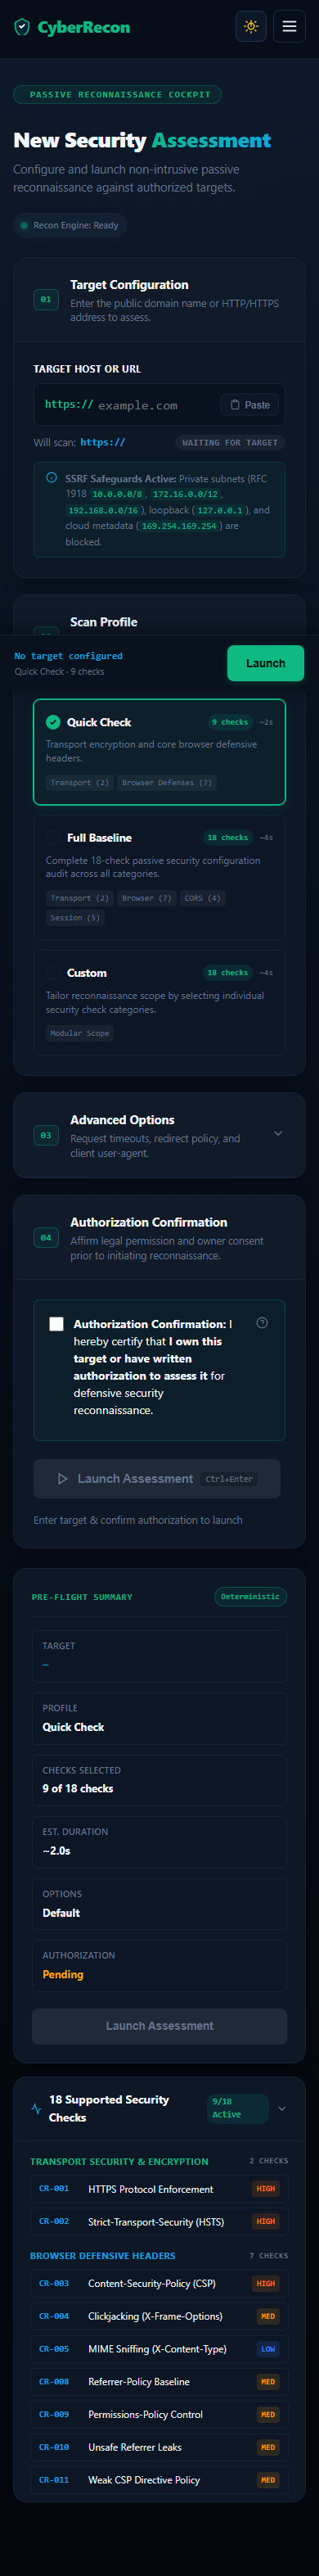 CyberRecon
PASSIVE RECONNAISSANCE COCKPIT
New Security Assessment
Configure and launch non-intrusive passive
reconnaissance against authorized targets.
Recon Engine: Ready
01
Target Configuration
Enter the public domain name or HTTP/HTTPS
address to assess.
TARGET HOST OR URL
https:// example.com
Paste
Will scan: https://
WAITING FOR TARGET
SSRF Safeguards Active: Private subnets (RFC
1918 10.0.0.0/8, 172.16.0.0/12,
192.168.0.0/16), loopback (127.0.0.1), and
cloud metadata (169.254.169.254) are
blocked.
Scan Profile
No target configured
Quick Check · 9 checks
Launch
Quick Check
9 checks ~2s
Transport encryption and core browser defensive
headers.
Transport (2) Browser Defenses (7)
Full Baseline
18 checks ~4s
Complete 18-check passive security configuration
audit across all categories.
Transport (2) Browser (7) CORS (4)
Session (5)
Custom
18 checks ~4s
Tailor reconnaissance scope by selecting individual
security check categories.
Modular Scope
03
Advanced Options
Request timeouts, redirect policy, and
client user-agent.
04
Authorization Confirmation
Affirm legal permission and owner consent
prior to initiating reconnaissance.
Authorization Confirmation: I
hereby certify that I own this
target or have written
authorization to assess it for
defensive security
reconnaissance.
Launch Assessment Ctrl+Enter
Enter target & confirm authorization to launch
PRE-FLIGHT SUMMARY
Deterministic
TARGET
—
PROFILE
Quick Check
CHECKS SELECTED
9 of 18 checks
EST. DURATION
~2.0s
OPTIONS
Default
AUTHORIZATION
Pending
Launch Assessment
18 Supported Security
Checks
9/18
Active
TRANSPORT SECURITY & ENCRYPTION 2 CHECKS
CR-001 HTTPS Protocol Enforcement HIGH
CR-002 Strict-Transport-Security (HSTS) HIGH
BROWSER DEFENSIVE HEADERS 7 CHECKS
CR-003 Content-Security-Policy (CSP) HIGH
CR-004 Clickjacking (X-Frame-Options) MED
CR-005 MIME Sniffing (X-Content-Type) LOW
CR-008 Referrer-Policy Baseline MED
CR-009 Permissions-Policy Control MED
CR-010 Unsafe Referrer Leaks MED
CR-011 Weak CSP Directive Policy MED